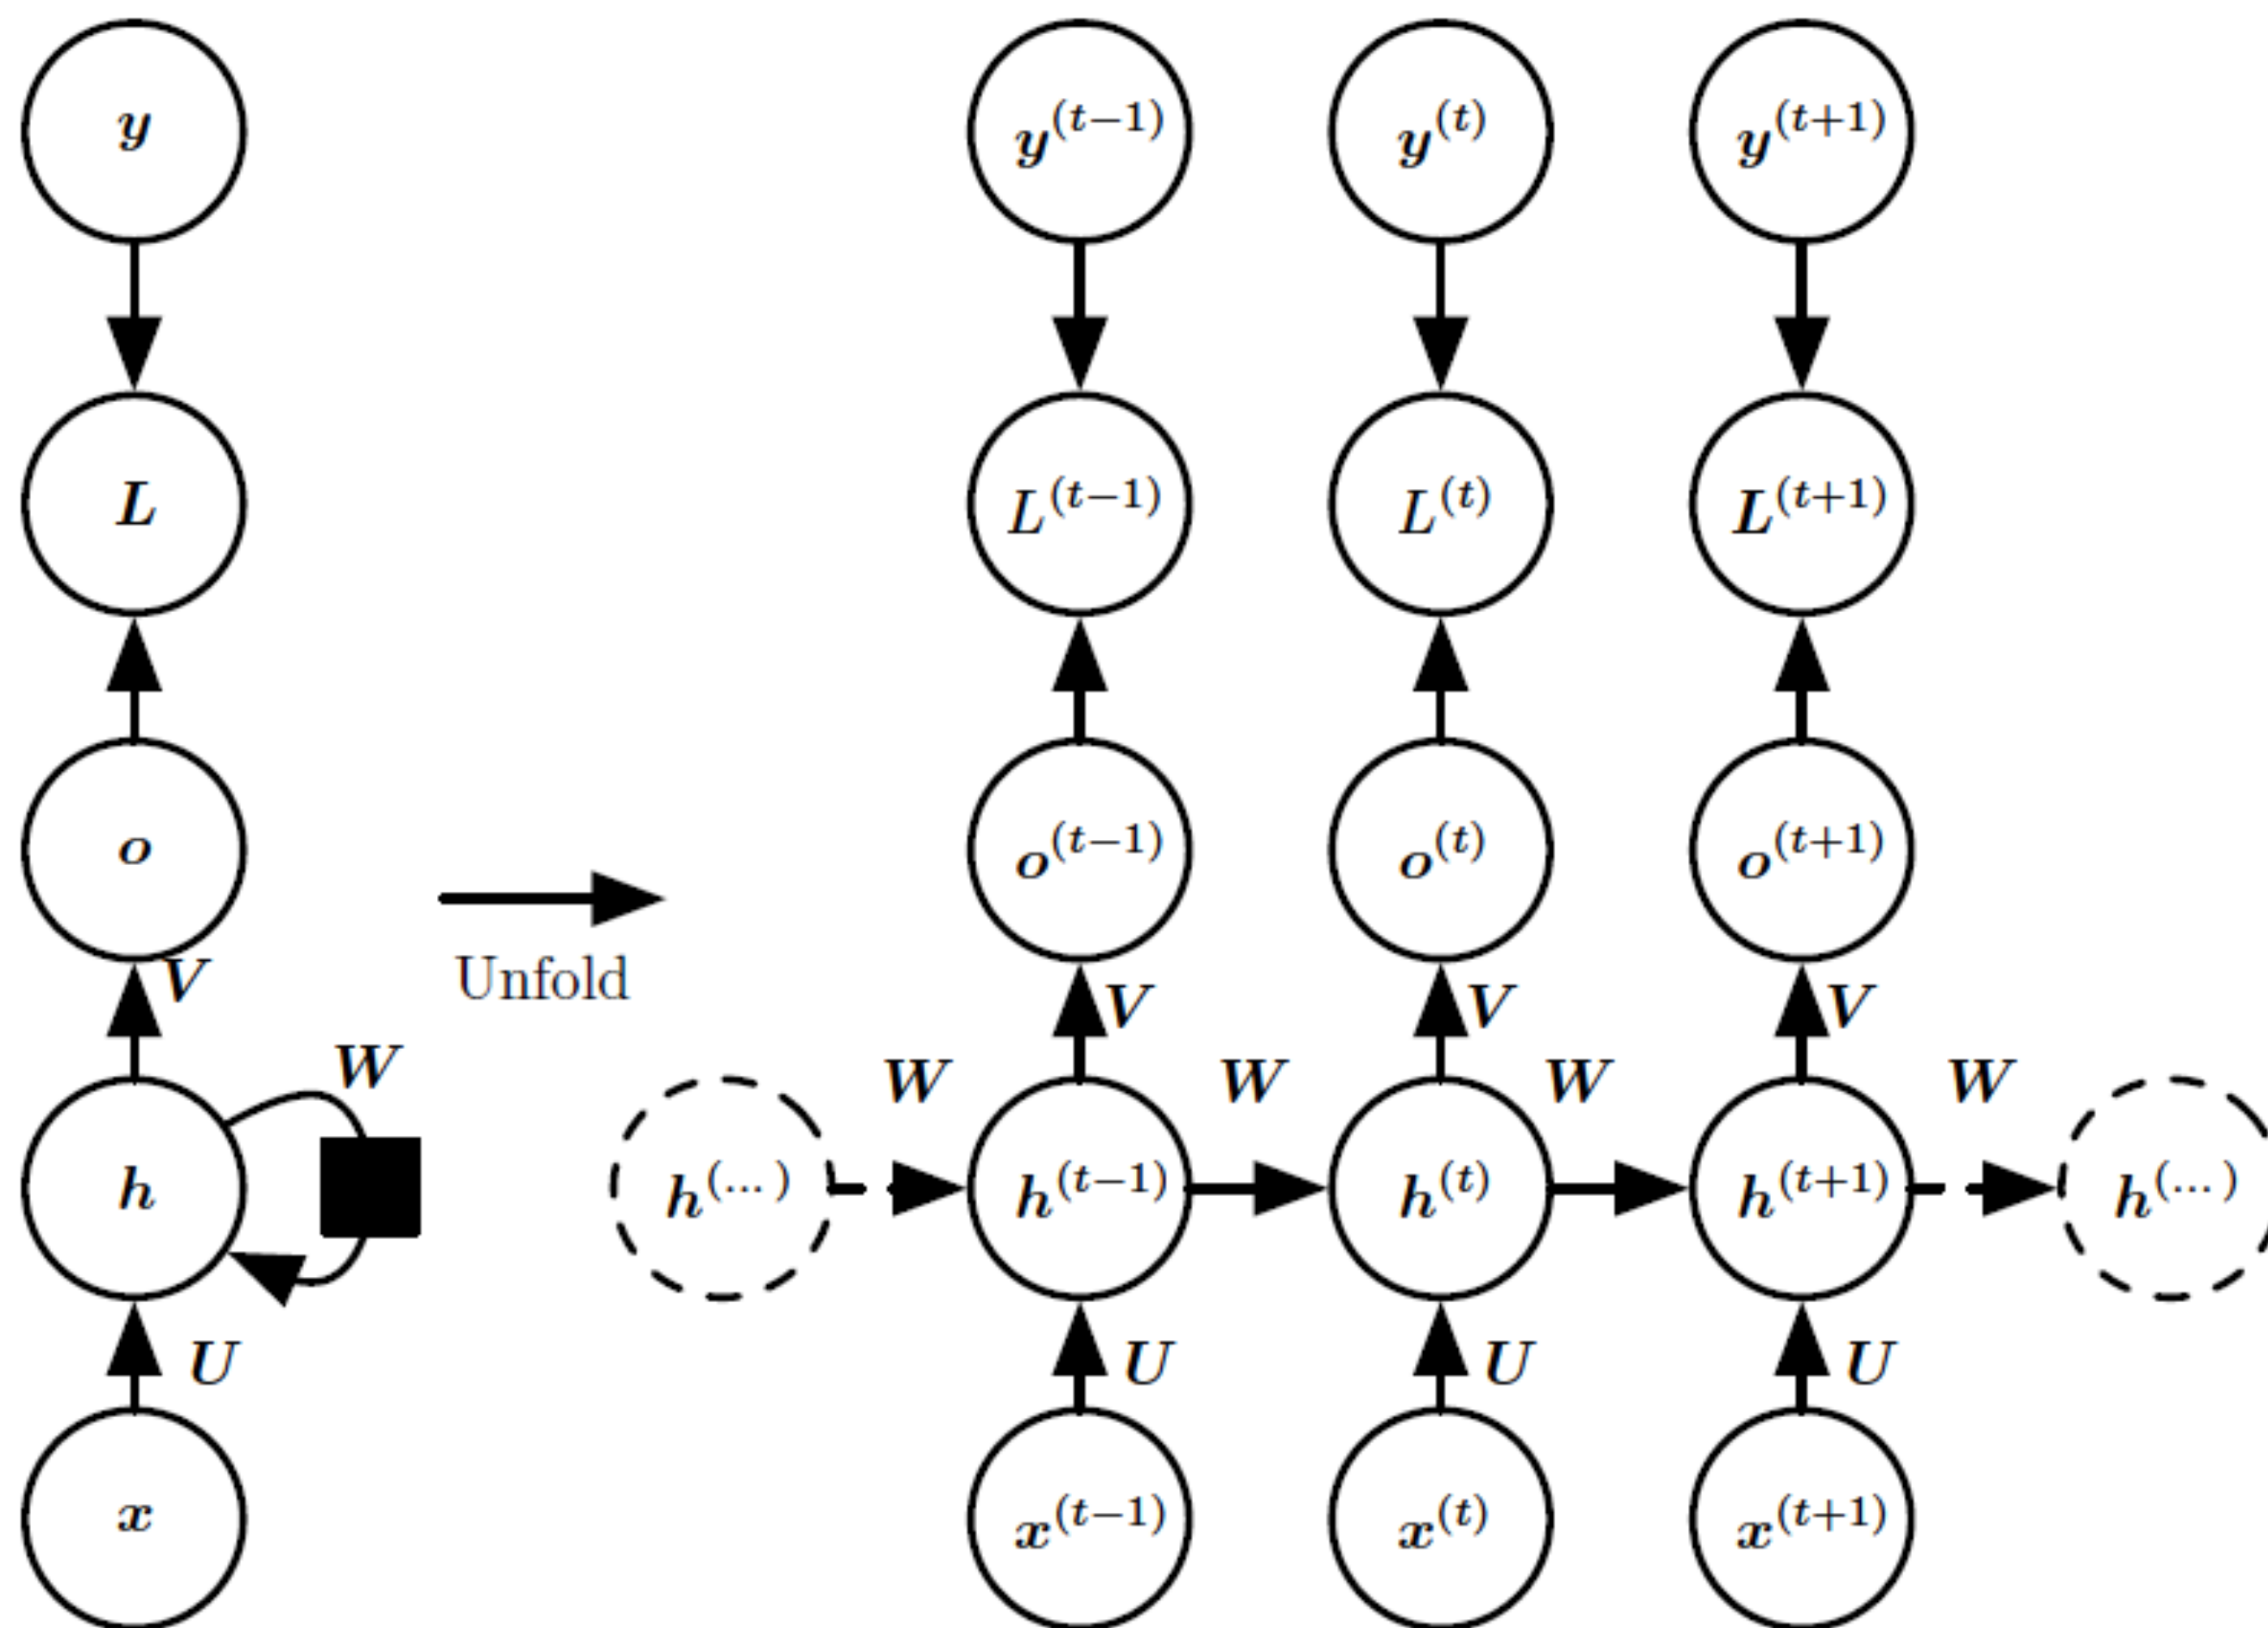 y y^(t−1) y^(t) y^(t+1)
L L^(t−1) L^(t) L^(t+1)
o o^(t−1) o^(t) o^(t+1)
Unfold
V V V V
W W W W W
h h^(...) h^(t−1) h^(t) h^(t+1) h^(...)
U U U U
x x^(t−1) x^(t) x^(t+1)